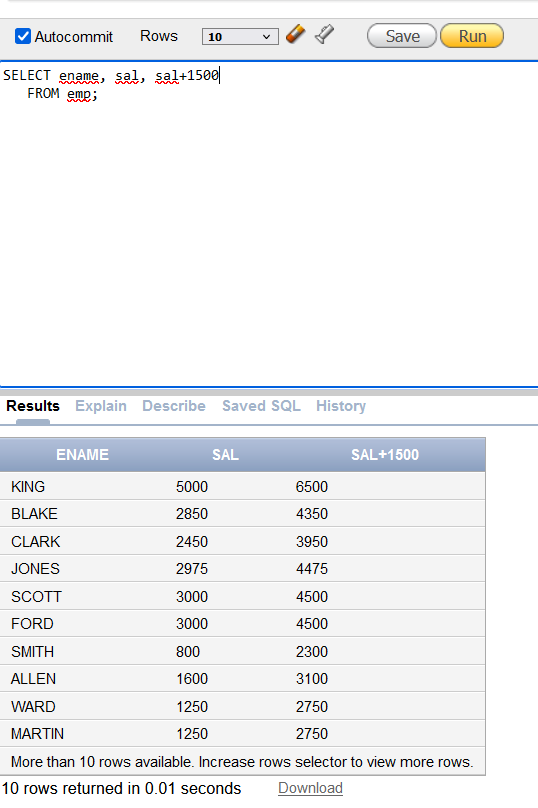 Autocommit Rows 10 Save Run
SELECT ename, sal, sal+1500
FROM emp;
Results Explain Describe Saved SQL History
ENAME SAL SAL+1500
KING 5000 6500
BLAKE 2850 4350
CLARK 2450 3950
JONES 2975 4475
SCOTT 3000 4500
FORD 3000 4500
SMITH 800 2300
ALLEN 1600 3100
WARD 1250 2750
MARTIN 1250 2750
More than 10 rows available. Increase rows selector to view more rows.
10 rows returned in 0.01 seconds Download